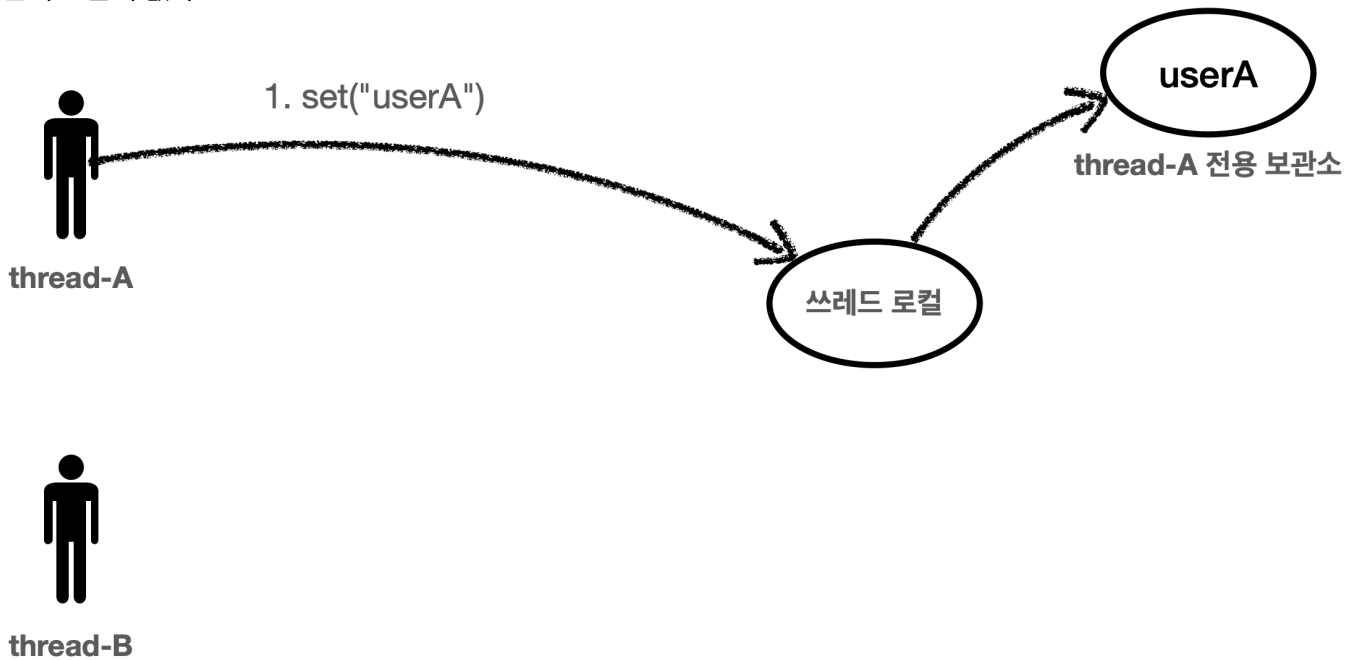 userA
1. set("userA")
thread-A 전용 보관소
thread-A
쓰레드 로컬
thread-B